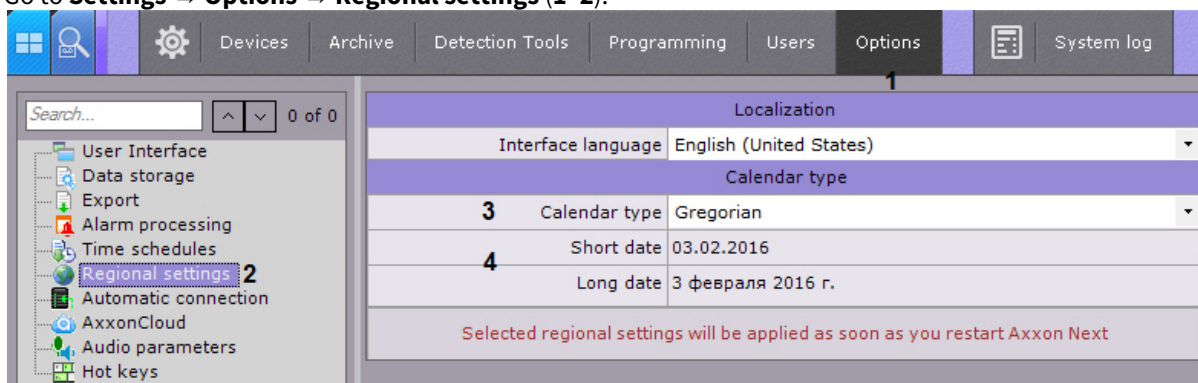 Go to Settings → Options → Regional settings (1–2).
Devices Archive Detection Tools Programming Users Options System log
1
Search... 0 of 0
User Interface
Data storage
Export
Alarm processing
Time schedules
Regional settings 2
Automatic connection
AxxonCloud
Audio parameters
Hot keys
Localization
Interface language English (United States)
Calendar type
3 Calendar type Gregorian
4
Short date 03.02.2016
Long date 3 февраля 2016 г.
Selected regional settings will be applied as soon as you restart Axxon Next